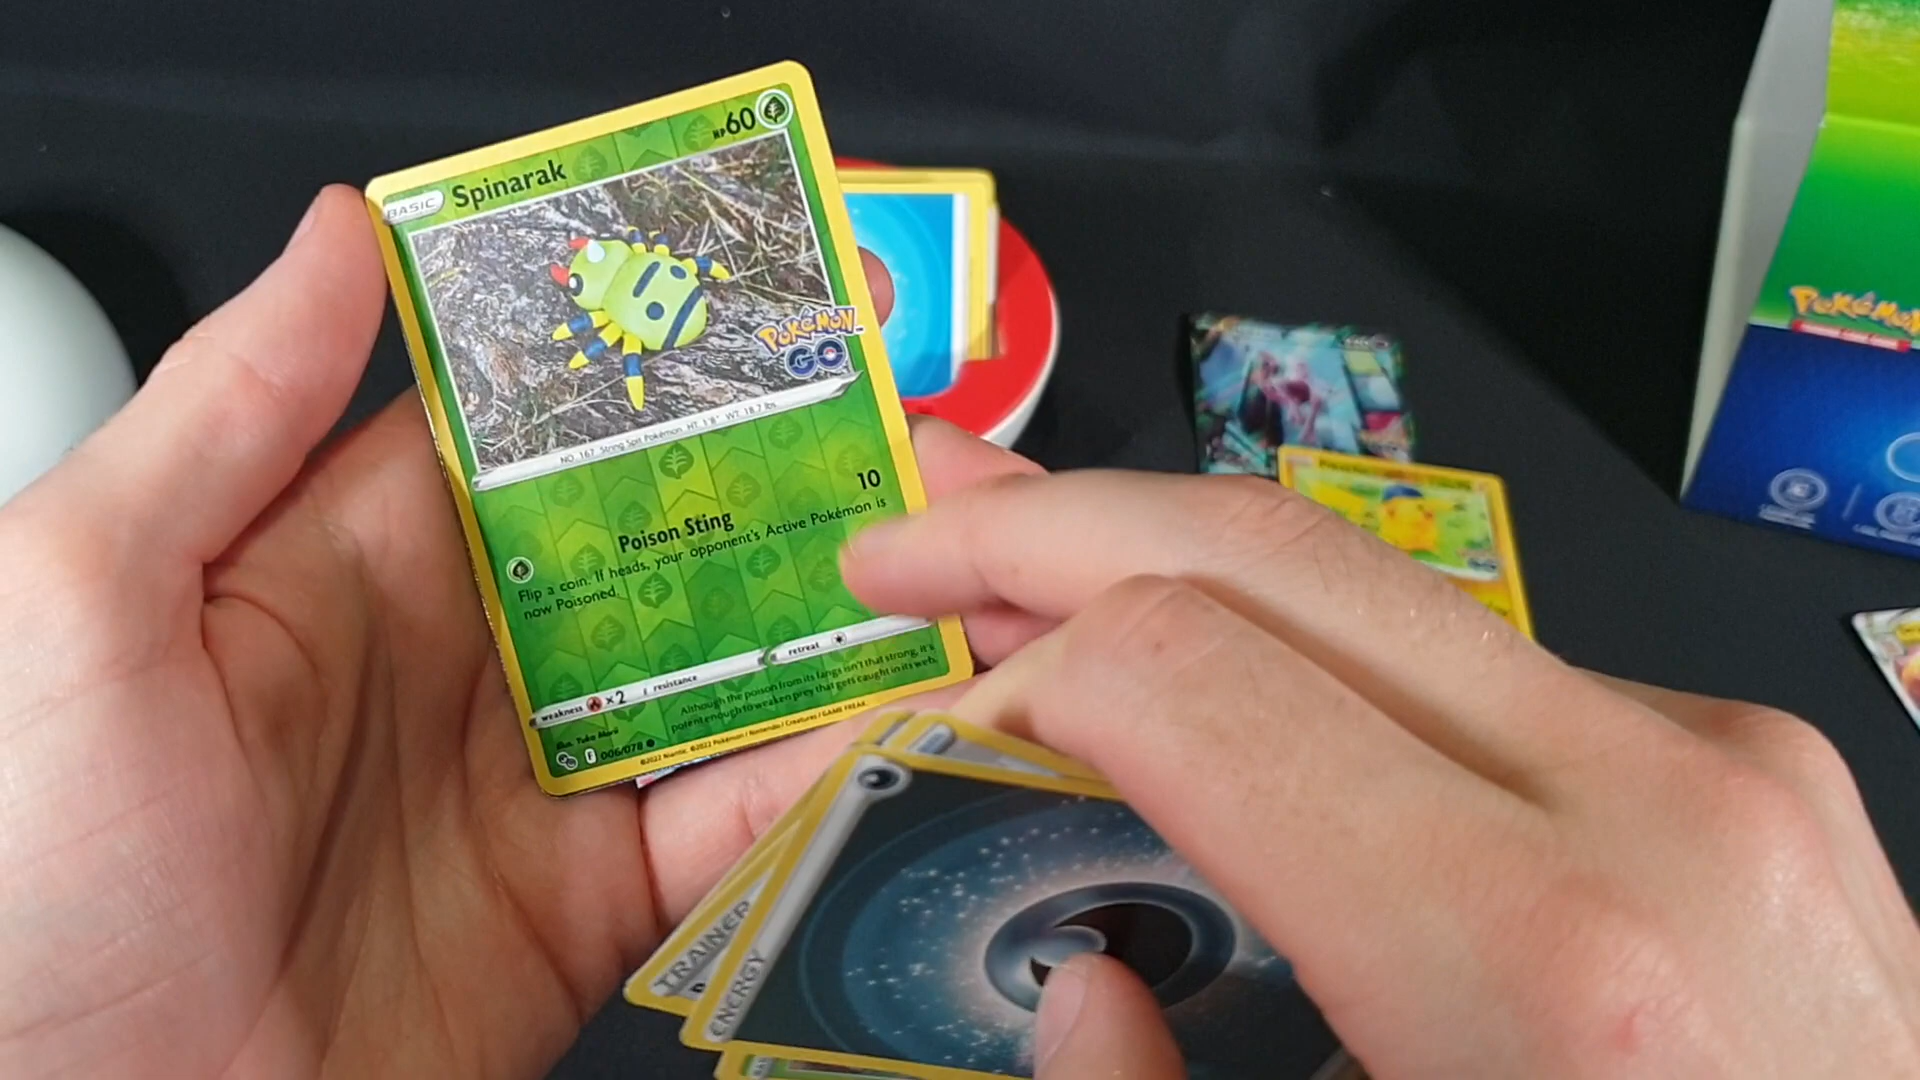 BASIC Spinarak HP 60
POKÉMON
GO
NO. 167 String Spit Pokémon HT. 1'8" WT. 18.7 lbs
Poison Sting 10
Flip a coin. If heads, your opponent's Active Pokémon is
now Poisoned.
weakness ×2 resistance retreat
Although the poison from its fangs isn't that strong, it's
potent enough to weaken prey that gets caught in its web.
Illus. Yuka Morii
F 006/078
©2022 Niantic. ©2022 Pokémon / Nintendo / Creatures / GAME FREAK.
TRAINER
ENERGY
POKÉMON
GO